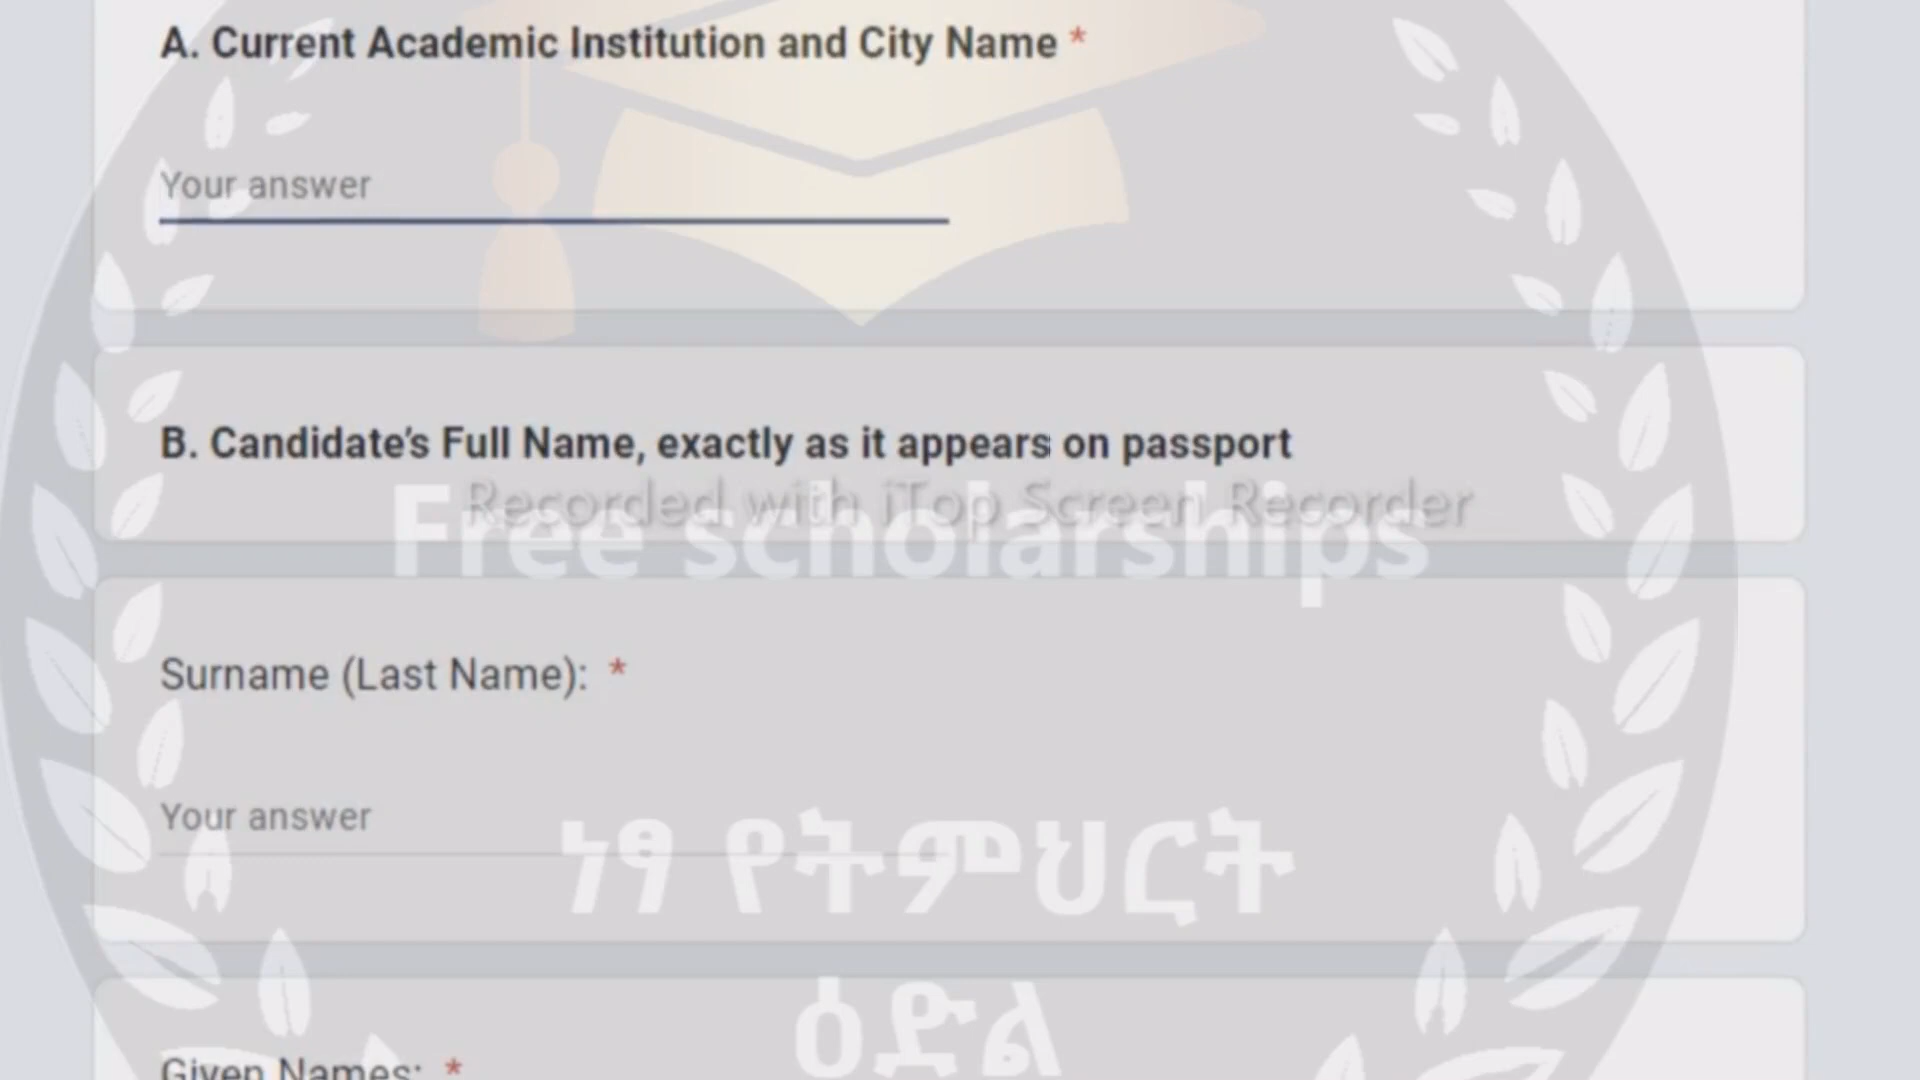 A. Current Academic Institution and City Name *
Your answer
B. Candidate’s Full Name, exactly as it appears on passport
Recorded with iTop Screen Recorder
Free scholarships
Surname (Last Name): *
Your answer
ነፃ የትምህርት
ዕድል
Given Names: *